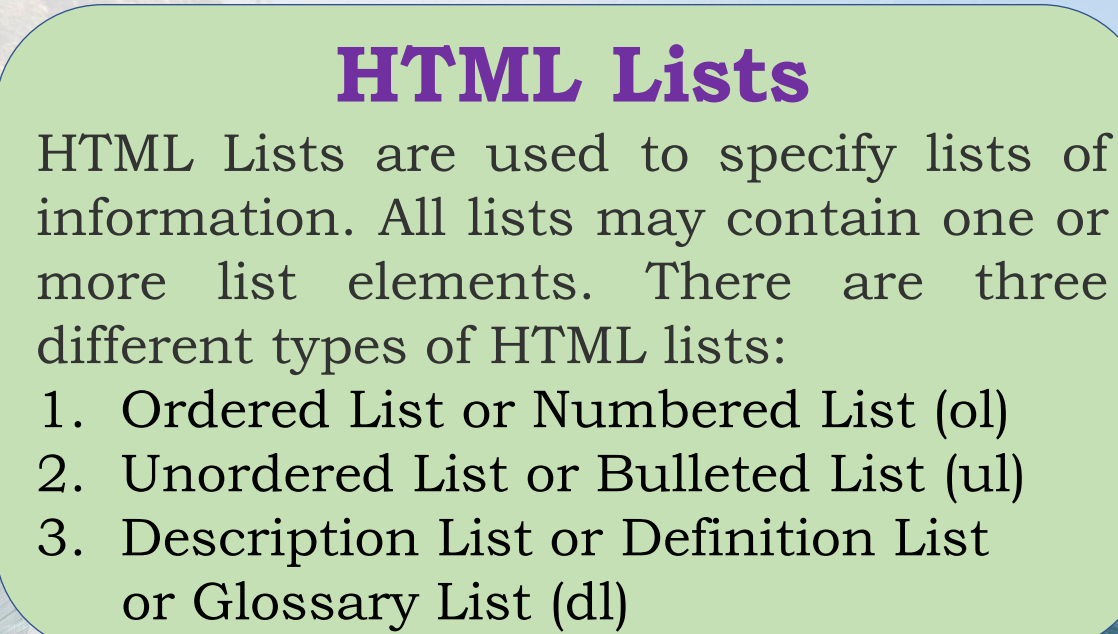 HTML Lists
HTML Lists are used to specify lists of
information. All lists may contain one or
more list elements. There are three
different types of HTML lists:
1. Ordered List or Numbered List (ol)
2. Unordered List or Bulleted List (ul)
3. Description List or Definition List
or Glossary List (dl)